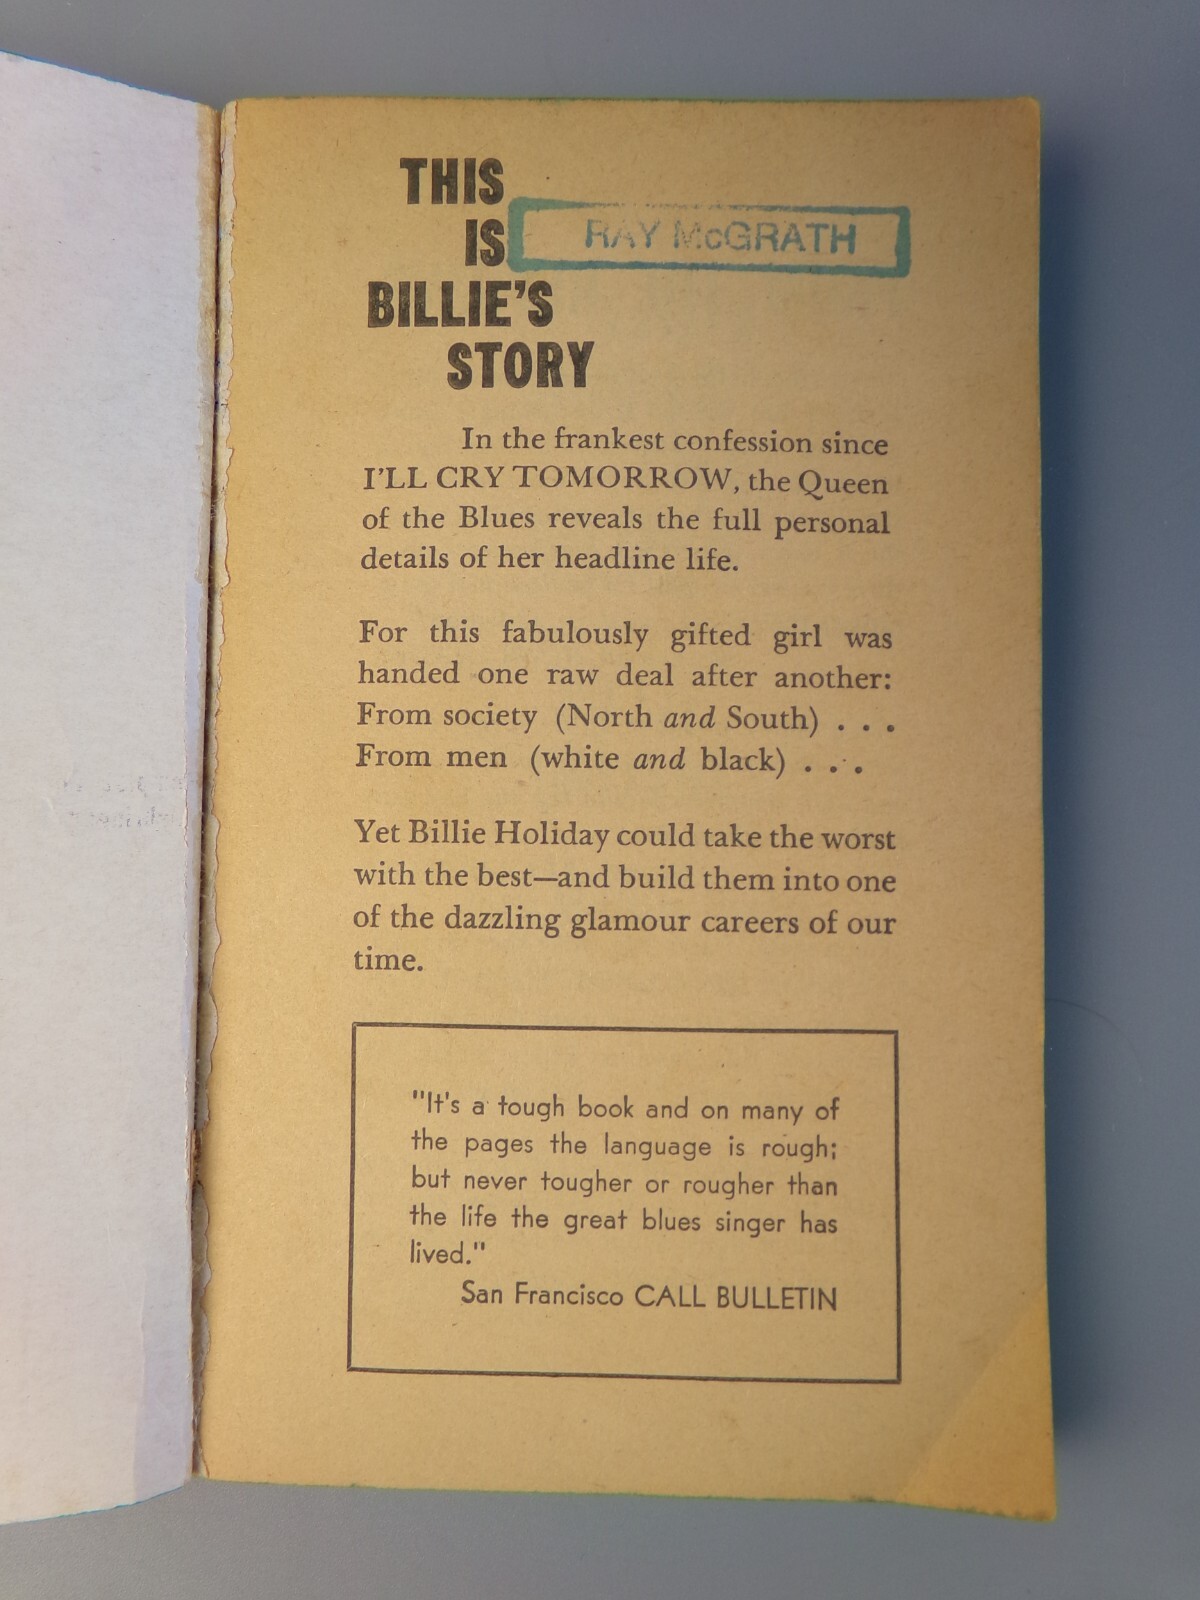 THIS
IS
RAY McGRATH
BILLIE'S
STORY
In the frankest confession since
I'LL CRY TOMORROW, the Queen
of the Blues reveals the full personal
details of her headline life.
For this fabulously gifted girl was
handed one raw deal after another:
From society (North and South) . . .
From men (white and black) . . .
Yet Billie Holiday could take the worst
with the best—and build them into one
of the dazzling glamour careers of our
time.
"It's a tough book and on many of
the pages the language is rough;
but never tougher or rougher than
the life the great blues singer has
lived."
San Francisco CALL BULLETIN